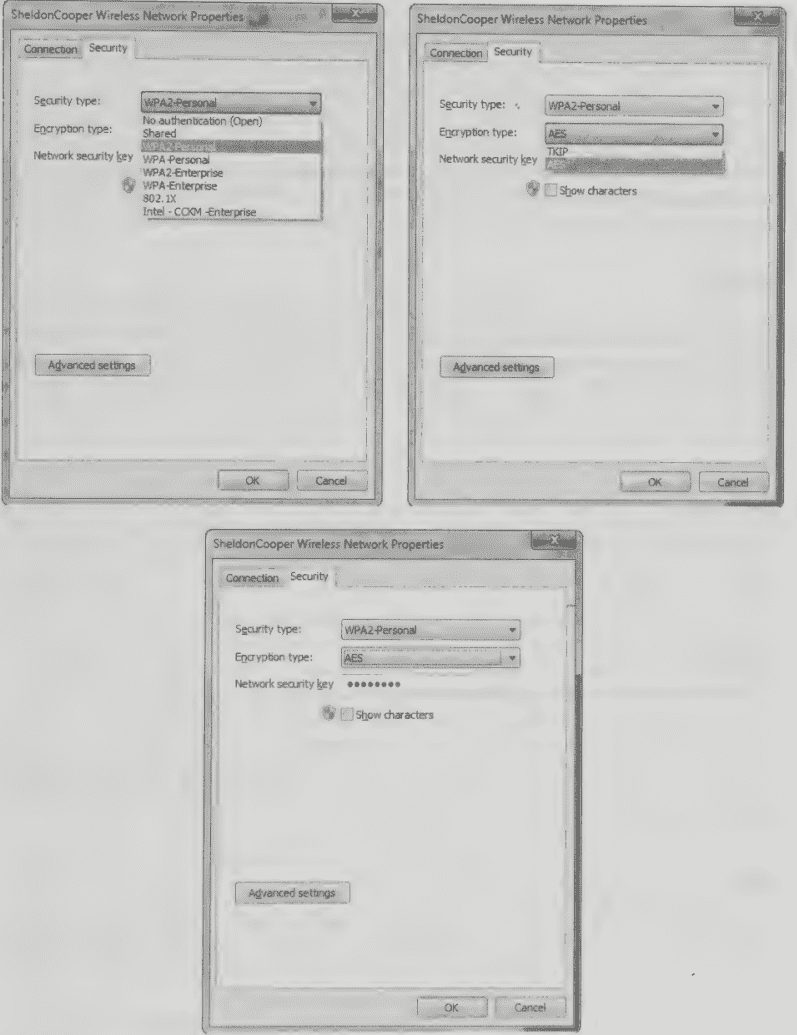 SheldonCooper Wireless Network Properties
Connection Security
Security type: WPA2-Personal
No authentication (Open)
Encryption type:
Shared
WPA2-Personal
Network security key
WPA-Personal
WPA2-Enterprise
WPA-Enterprise
802.1X
Intel - CCKM -Enterprise
Advanced settings
OK Cancel
SheldonCooper Wireless Network Properties
Connection Security
Security type: WPA2-Personal
Encryption type: AES
TKIP
Network security key
AES
Show characters
Advanced settings
OK Cancel
SheldonCooper Wireless Network Properties
Connection Security
Security type: WPA2-Personal
Encryption type: AES
Network security key ••••••••
Show characters
Advanced settings
OK Cancel